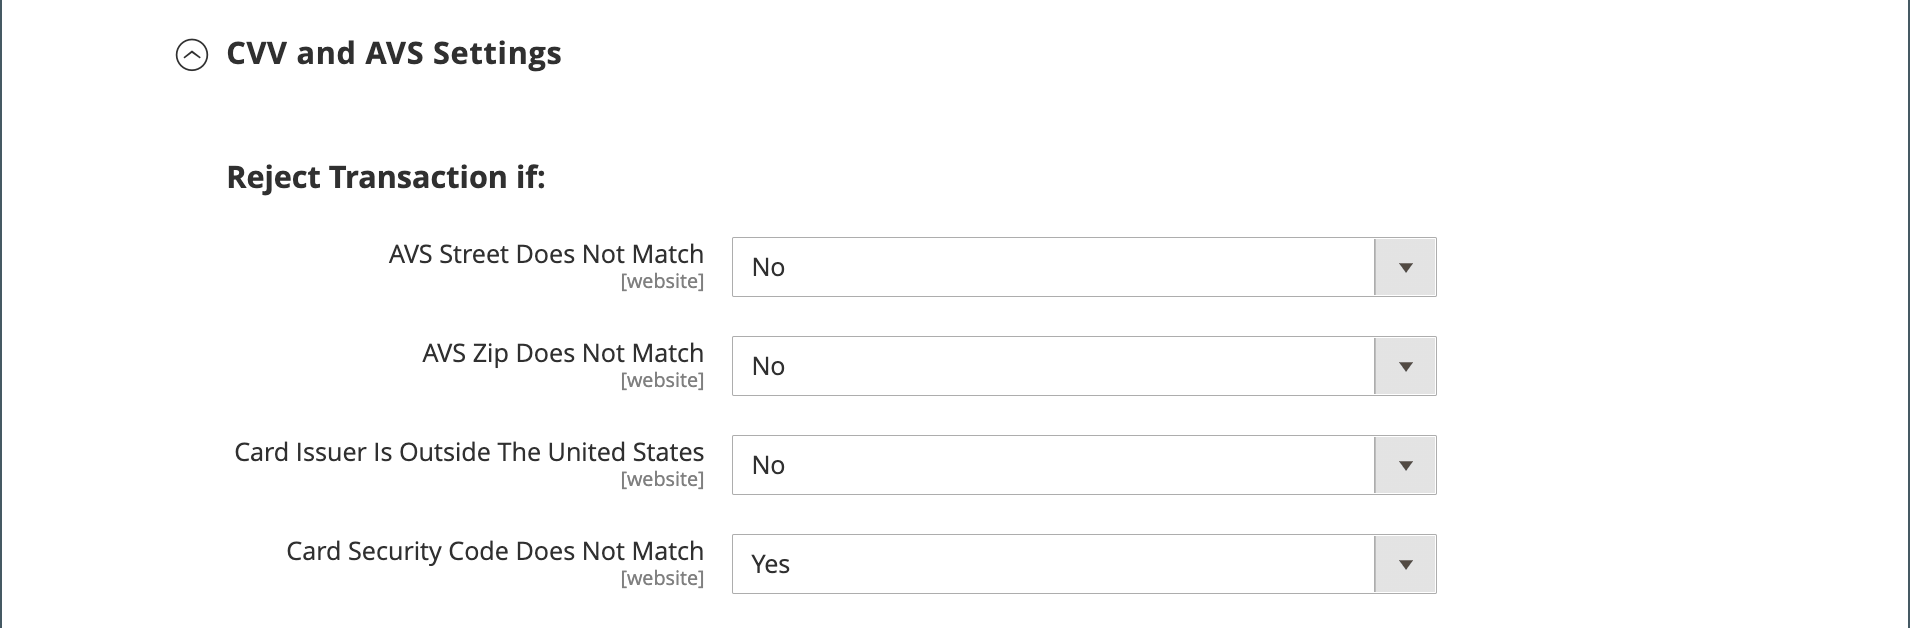 CVV and AVS Settings
Reject Transaction if:
AVS Street Does Not Match
[website]
No
AVS Zip Does Not Match
[website]
No
Card Issuer Is Outside The United States
[website]
No
Card Security Code Does Not Match
[website]
Yes